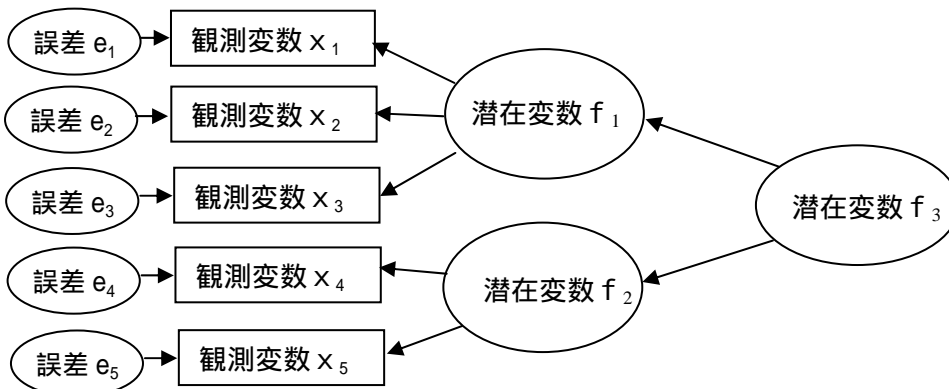 誤差 e₁
観測変数 x₁
誤差 e₂
観測変数 x₂
誤差 e₃
観測変数 x₃
誤差 e₄
観測変数 x₄
誤差 e₅
観測変数 x₅
潜在変数 f₁
潜在変数 f₂
潜在変数 f₃